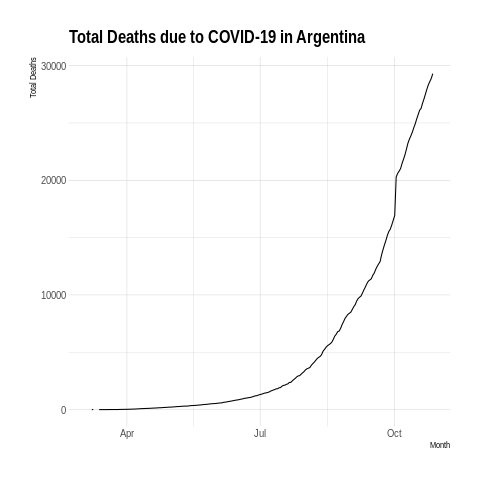 Total Deaths due to COVID-19 in Argentina
Total Deaths
30000
20000
10000
0
Apr
Jul
Oct
Month